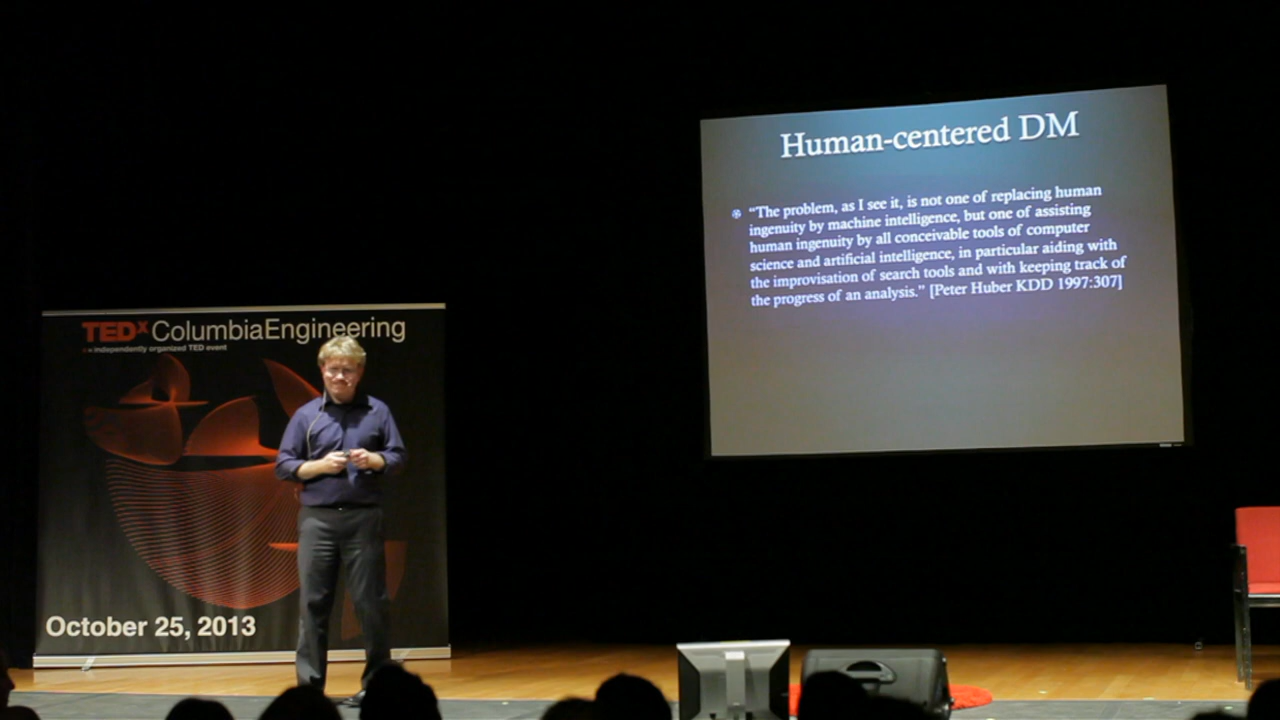 TEDxColumbiaEngineering
x = independently organized TED event
October 25, 2013
Human-centered DM
“The problem, as I see it, is not one of replacing human
ingenuity by machine intelligence, but one of assisting
human ingenuity by all conceivable tools of computer
science and artificial intelligence, in particular aiding with
the improvisation of search tools and with keeping track of
the progress of an analysis.” [Peter Huber KDD 1997:307]